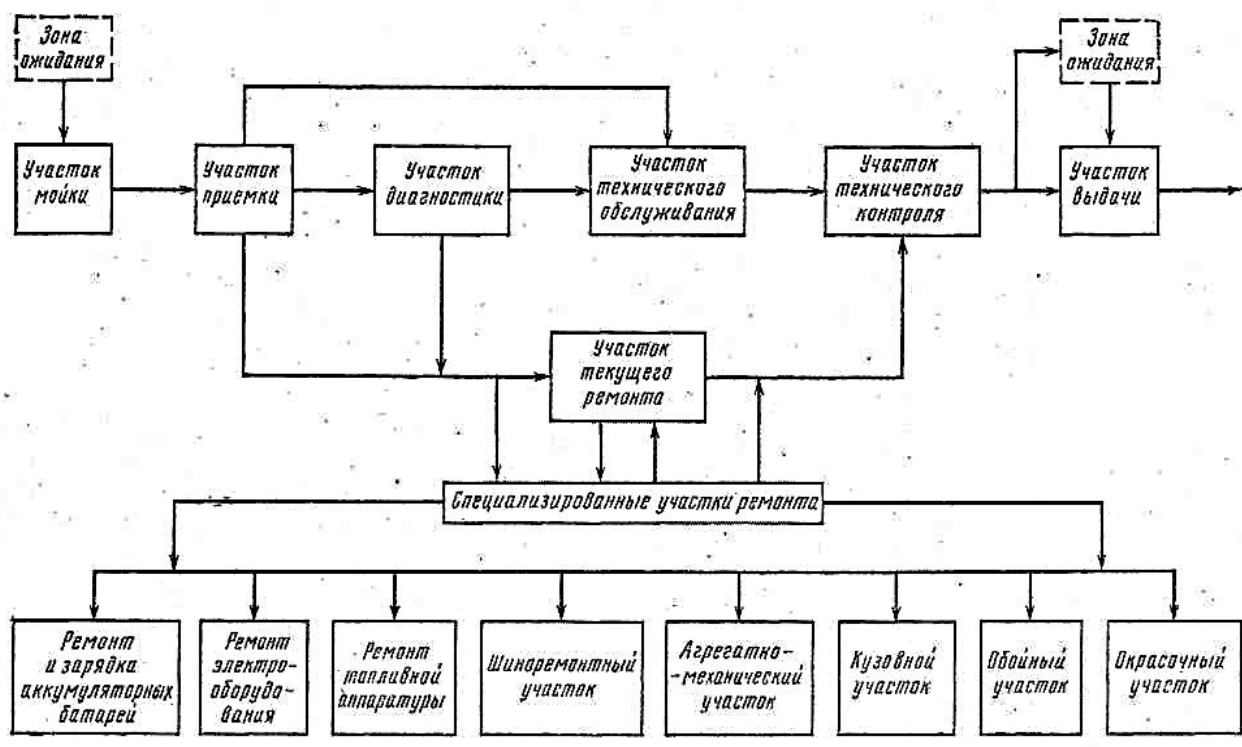 Зона
ожидания
Зона
ожидания
Участок
мойки
Участок
приемки
Участок
диагностики
Участок
технического
обслуживания
Участок
технического
контроля
Участок
выдачи
Участок
текущего
ремонта
Специализированные участки ремонта
Ремонт
и зарядка
аккумуляторных
батарей
Ремонт
электро-
оборудо-
вания
Ремонт
топливной
аппаратуры
Шиноремонтный
участок
Агрегатно-
-механический
участок
Кузовной
участок
Обойный
участок
Окрасочный
участок